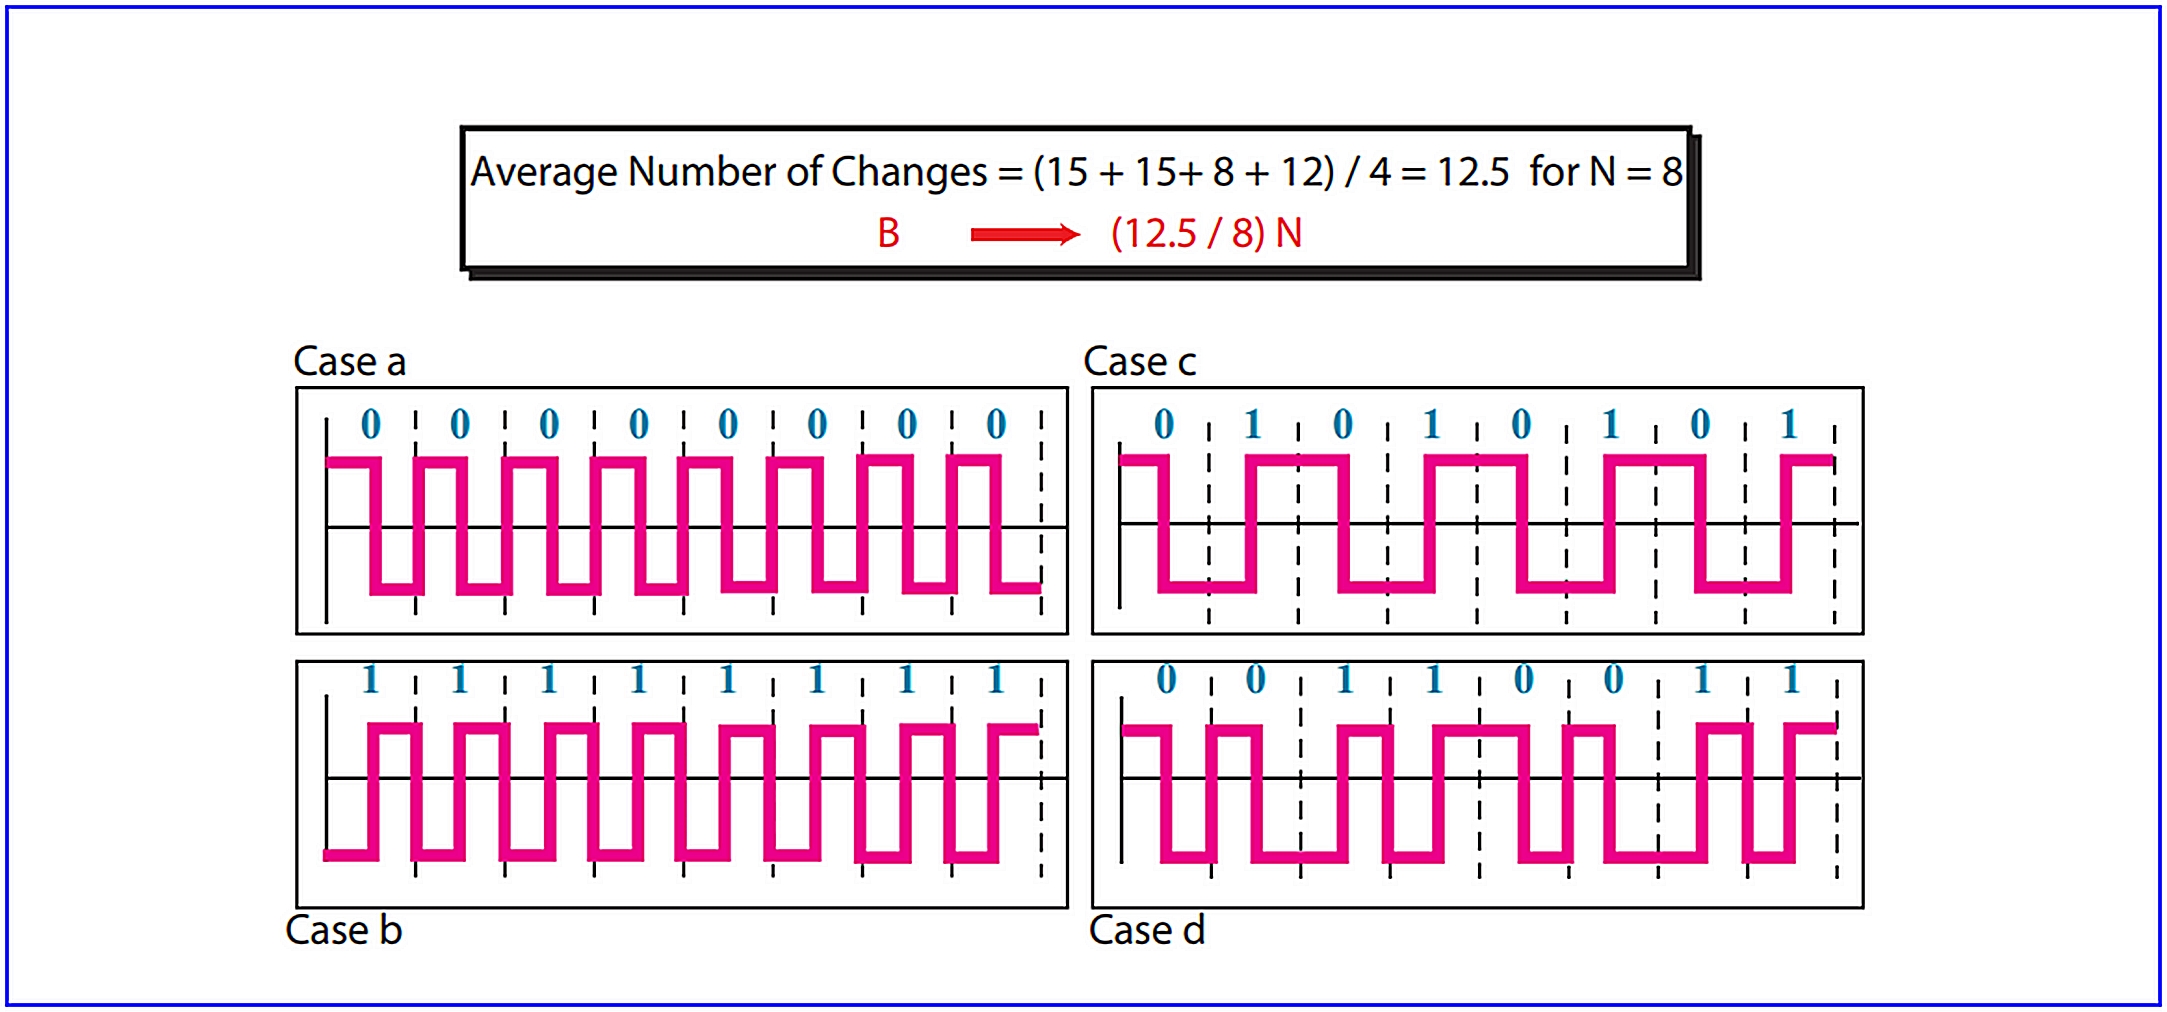 Average Number of Changes = (15 + 15+ 8 + 12) / 4 = 12.5 for N = 8
B (12.5 / 8) N
Case a
0 0 0 0 0 0 0 0
Case c
0 1 0 1 0 1 0 1
1 1 1 1 1 1 1 1
Case b
0 0 1 1 0 0 1 1
Case d